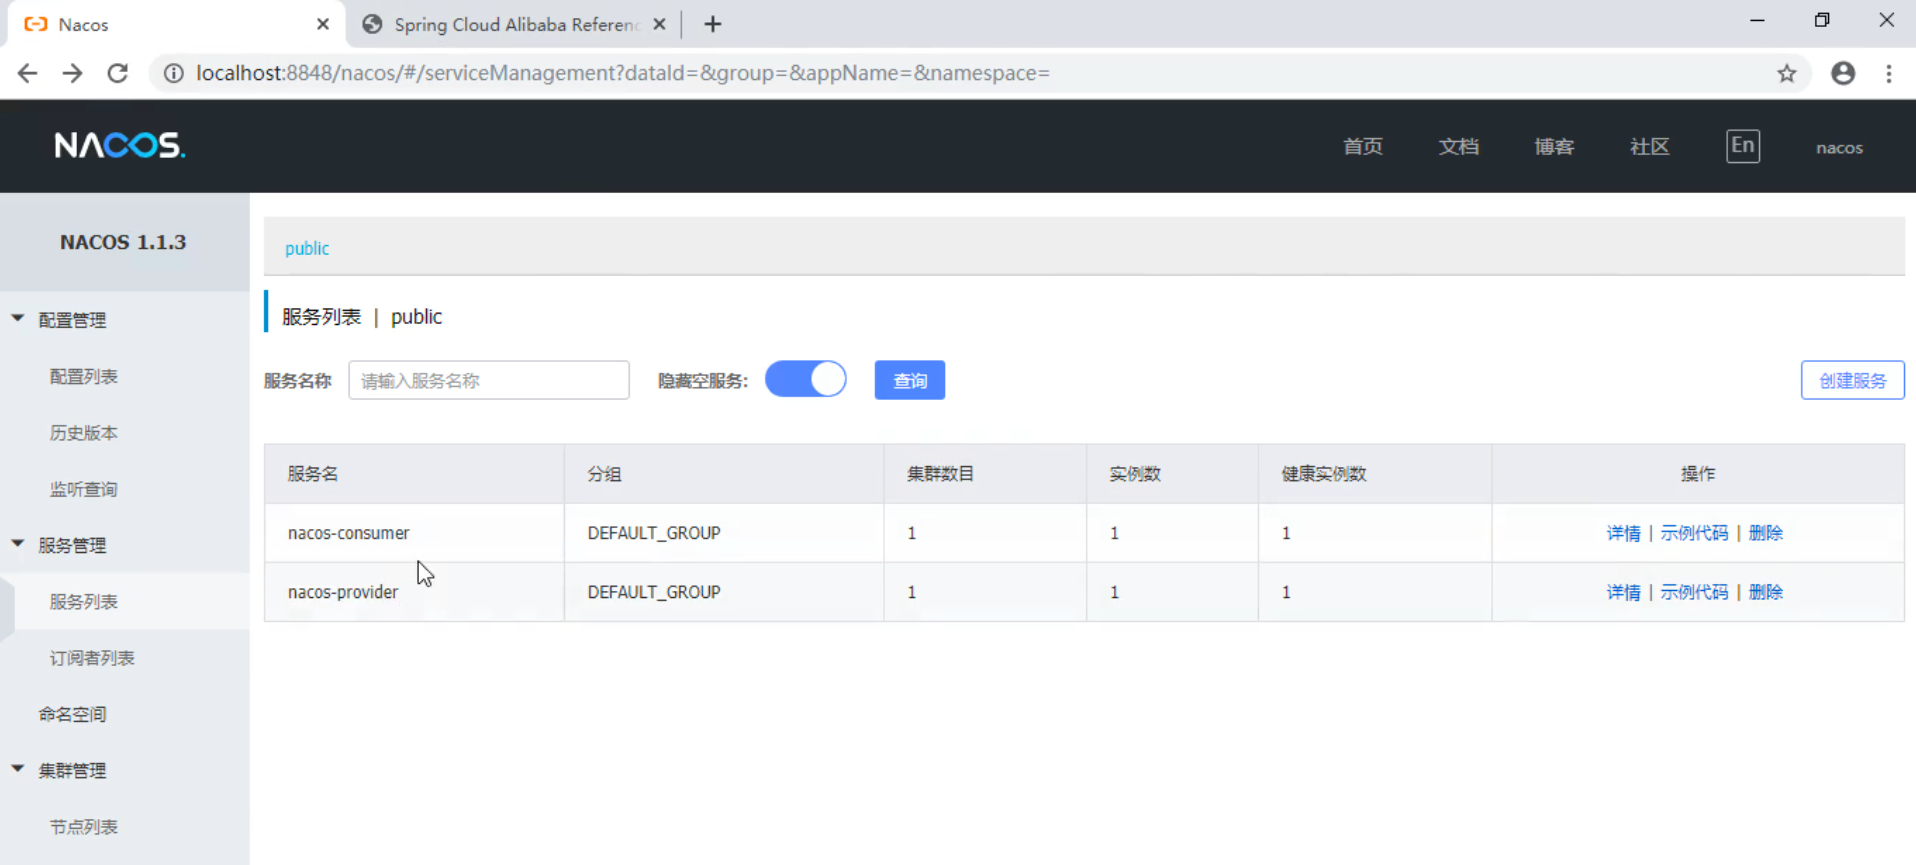 Nacos
Spring Cloud Alibaba Referenc
localhost:8848/nacos/#/serviceManagement?dataId=&group=&appName=&namespace=
NACOS.
首页 文档 博客 社区 En nacos
NACOS 1.1.3
配置管理
配置列表
历史版本
监听查询
服务管理
服务列表
订阅者列表
命名空间
集群管理
节点列表
public
服务列表 | public
服务名称 请输入服务名称 隐藏空服务: 查询 创建服务
服务名 分组 集群数目 实例数 健康实例数 操作
nacos-consumer DEFAULT_GROUP 1 1 1 详情 | 示例代码 | 删除
nacos-provider DEFAULT_GROUP 1 1 1 详情 | 示例代码 | 删除